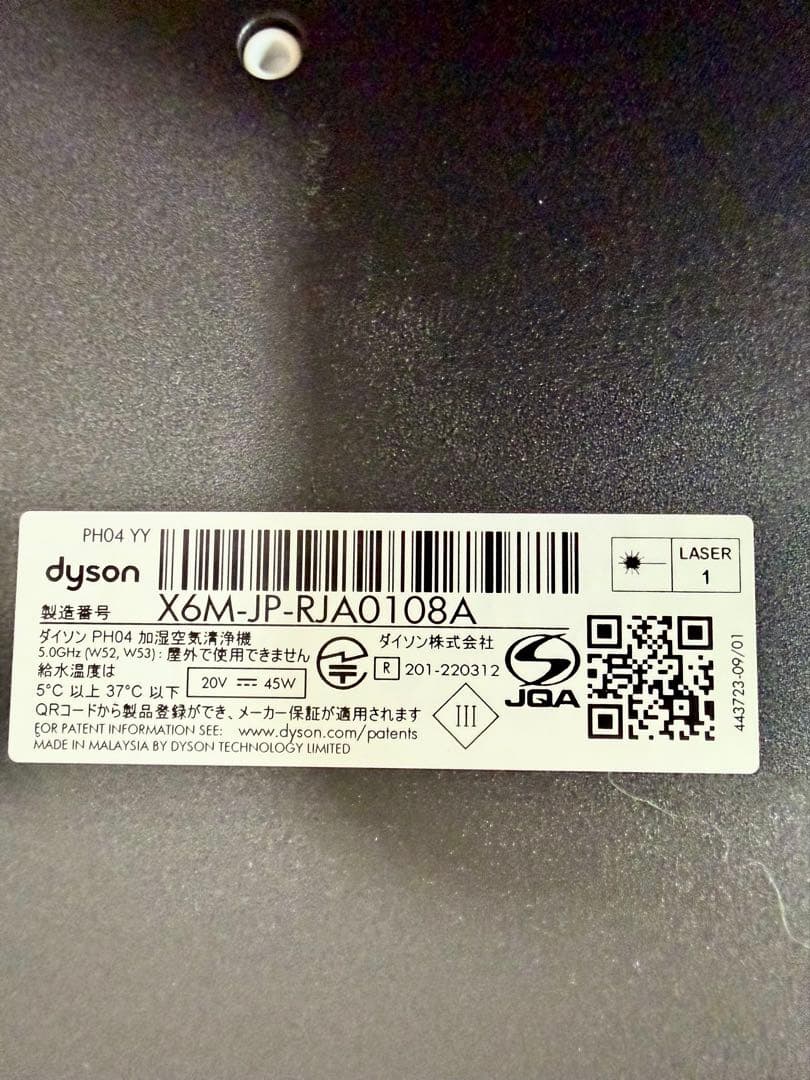 PH04 YY
dyson
製造番号 X6M-JP-RJA0108A
ダイソン PH04 加湿空気清浄機
5.0GHz (W52, W53) : 屋外で使用できません
給水温度は
5°C 以上 37°C 以下
20V ⎓ 45W
QRコードから製品登録ができ、メーカー保証が適用されます
FOR PATENT INFORMATION SEE: www.dyson.com/patents
MADE IN MALAYSIA BY DYSON TECHNOLOGY LIMITED
ダイソン株式会社
R 201-220312
III
JQA
LASER
1
443723-09/01